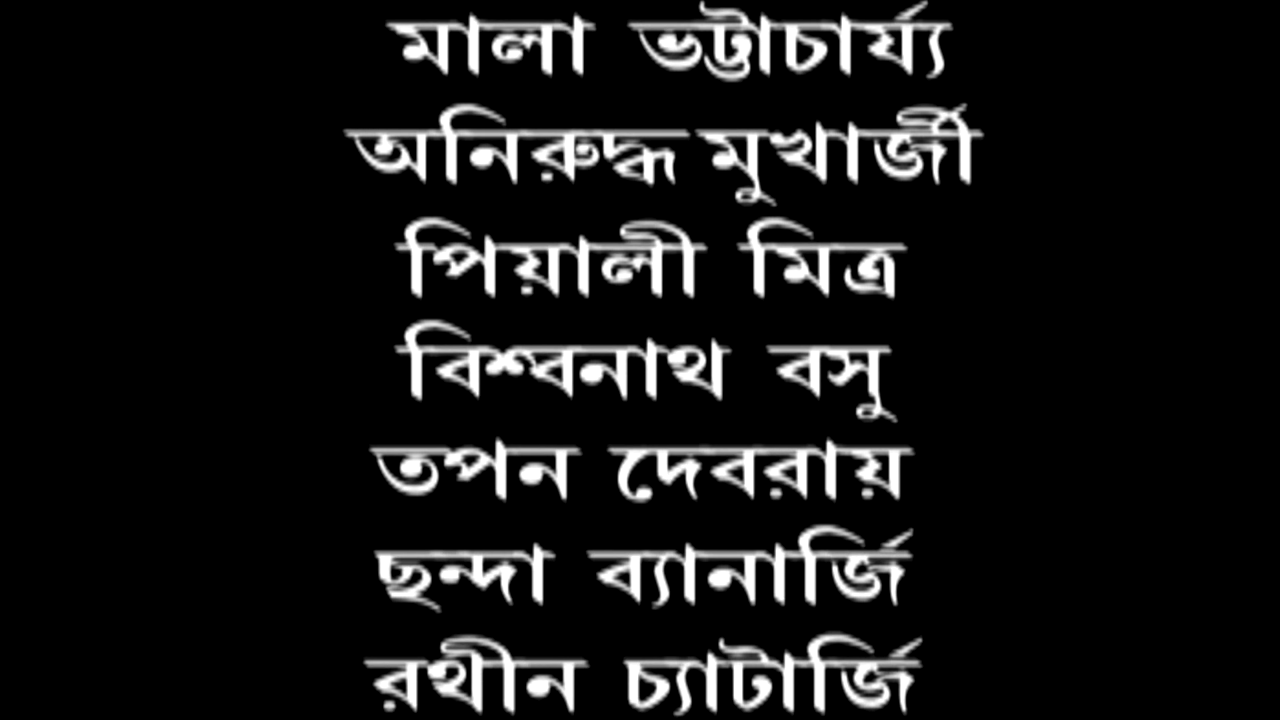 মালা ভট্টাচার্য্য
অনিরুদ্ধ মুখার্জী
পিয়ালী মিত্র
বিশ্বনাথ বসু
তপন দেবরায়
ছন্দা ব্যানার্জি
রথীন চ্যাটার্জি